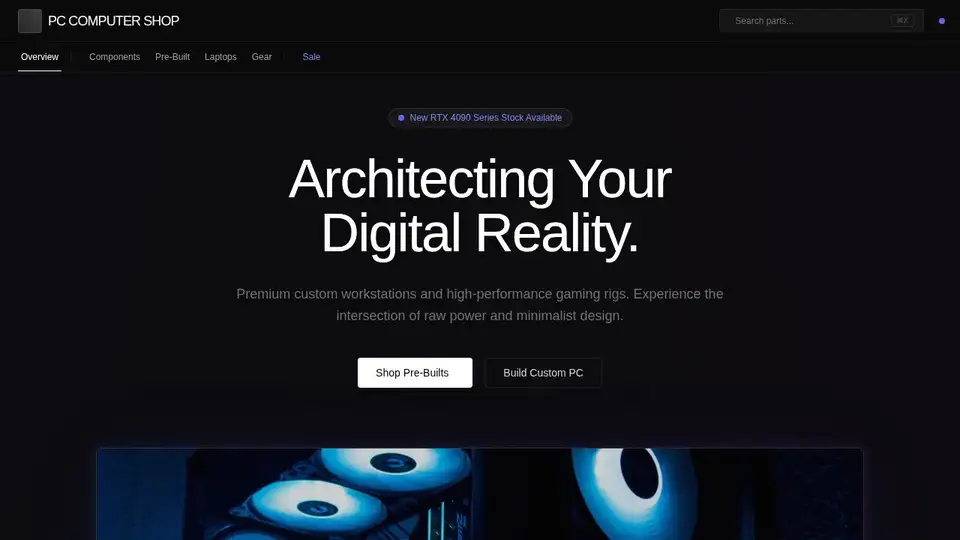 PC COMPUTER SHOP
Search parts...
⌘K
Overview
Components
Pre-Built
Laptops
Gear
Sale
New RTX 4090 Series Stock Available
Architecting Your
Digital Reality.
Premium custom workstations and high-performance gaming rigs. Experience the
intersection of raw power and minimalist design.
Shop Pre-Builts
Build Custom PC